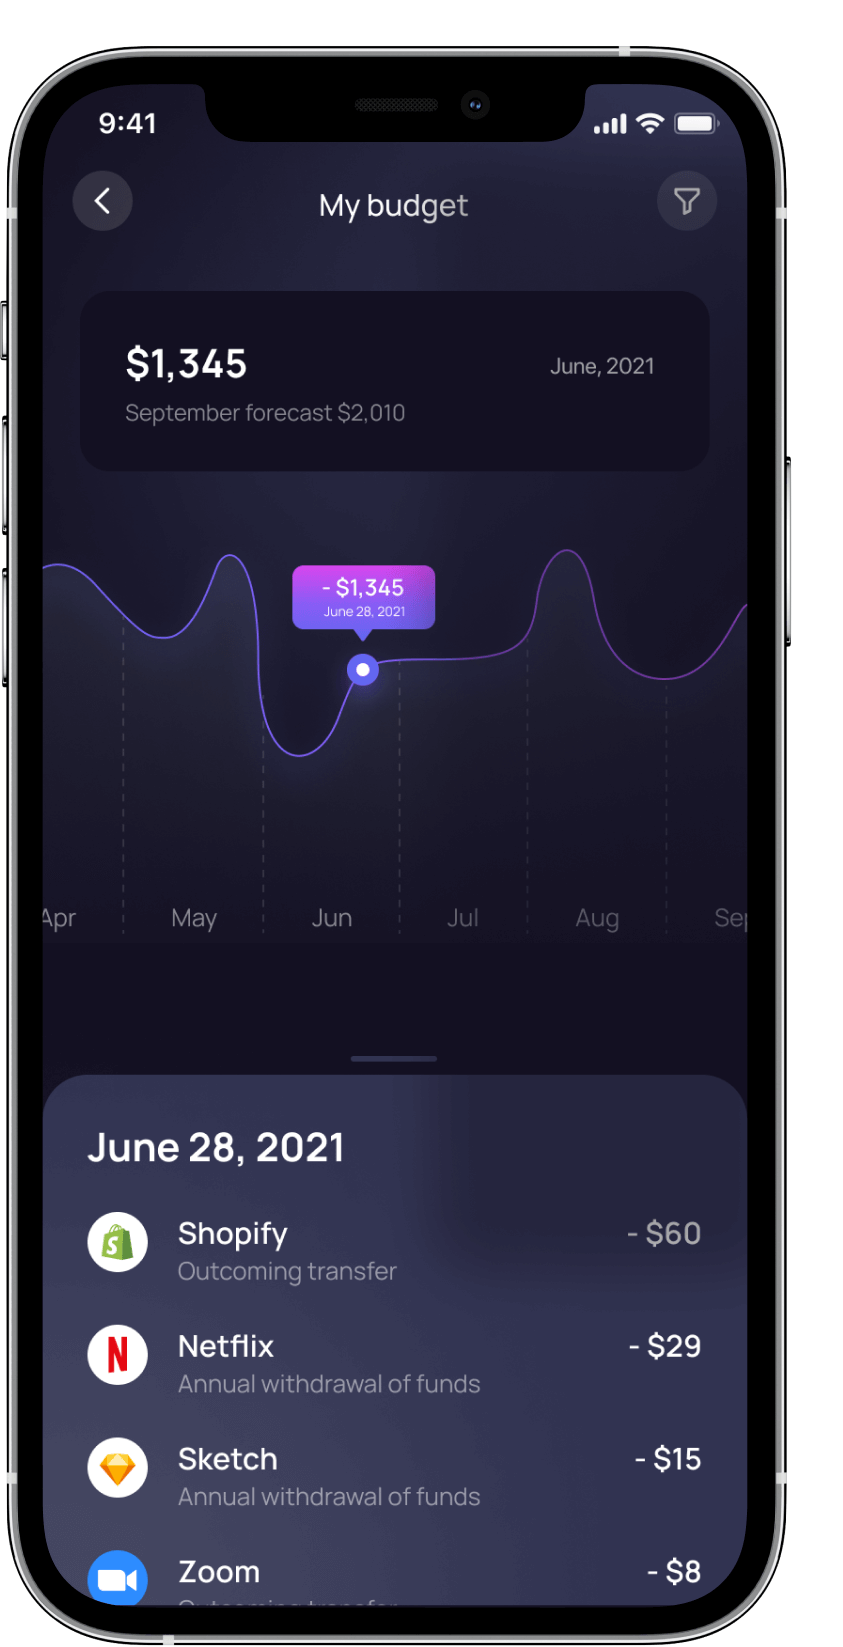 9:41
My budget
$1,345
June, 2021
September forecast $2,010
- $1,345
June 28, 2021
Apr May Jun Jul Aug Sep
June 28, 2021
Shopify - $60
Outcoming transfer
Netflix - $29
Annual withdrawal of funds
Sketch - $15
Annual withdrawal of funds
Zoom - $8
Outcoming transfer